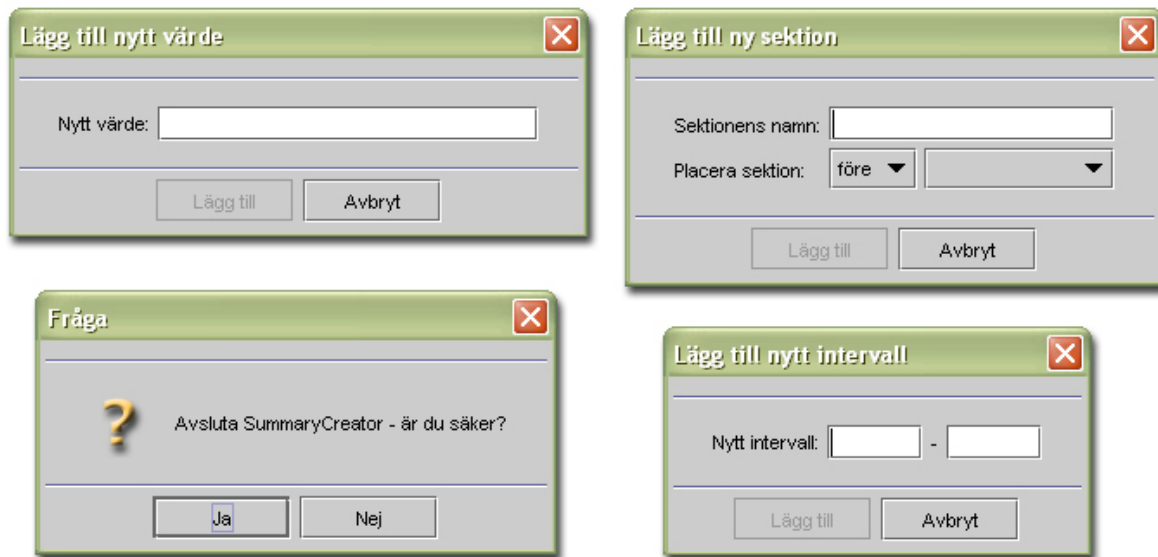 Lägg till nytt värde
Nytt värde:
Lägg till Avbryt
Lägg till ny sektion
Sektionens namn:
Placera sektion: före
Lägg till Avbryt
Fråga
Avsluta SummaryCreator - är du säker?
Ja Nej
Lägg till nytt intervall
Nytt intervall: -
Lägg till Avbryt